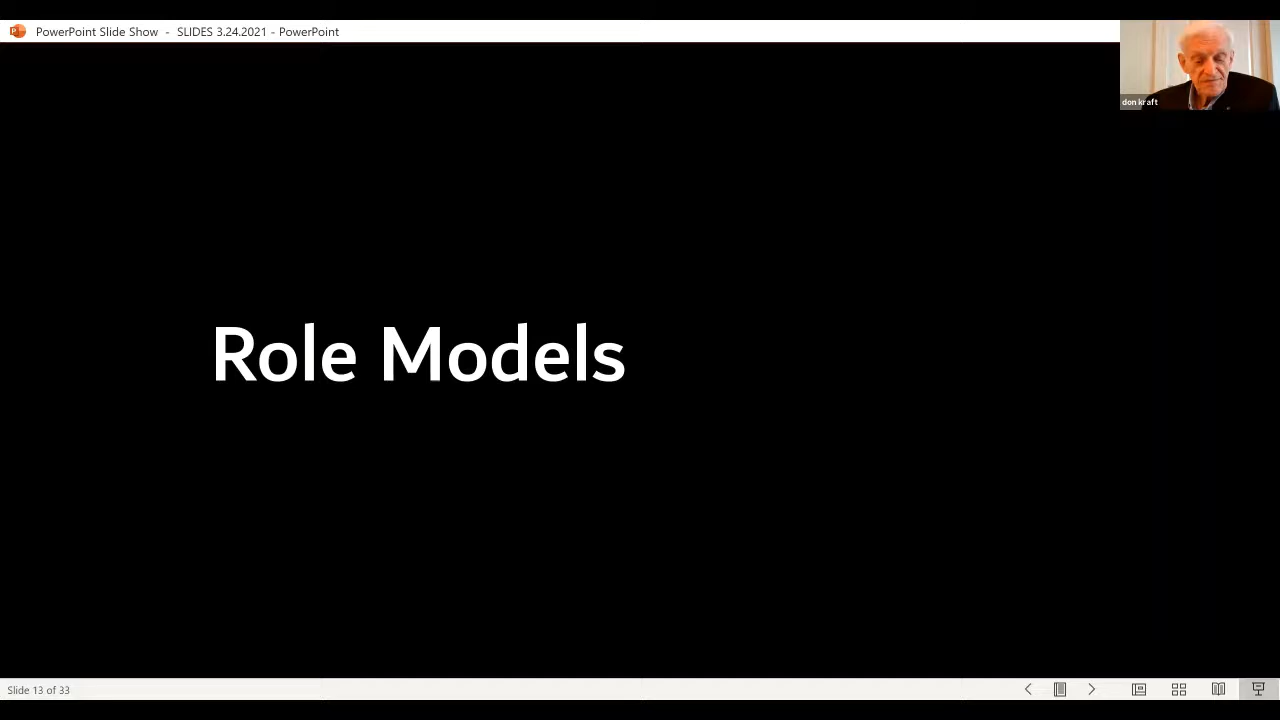 PowerPoint Slide Show - SLIDES 3.24.2021 - PowerPoint
don kraft
Role Models
Slide 13 of 33